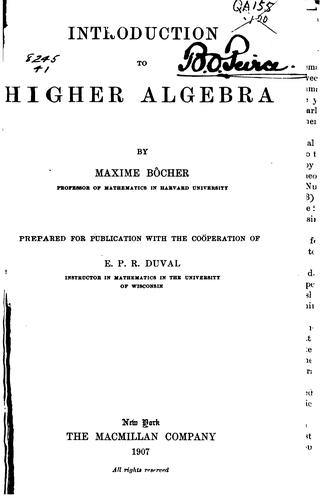 QA155
INTRODUCTION
TO
B.O. Peirce.
8245
41
HIGHER ALGEBRA
BY
MAXIME BÔCHER
PROFESSOR OF MATHEMATICS IN HARVARD UNIVERSITY
PREPARED FOR PUBLICATION WITH THE COÖPERATION OF
E. P. R. DUVAL
INSTRUCTOR IN MATHEMATICS IN THE UNIVERSITY
OF WISCONSIN
New York
THE MACMILLAN COMPANY
1907
All rights reserved